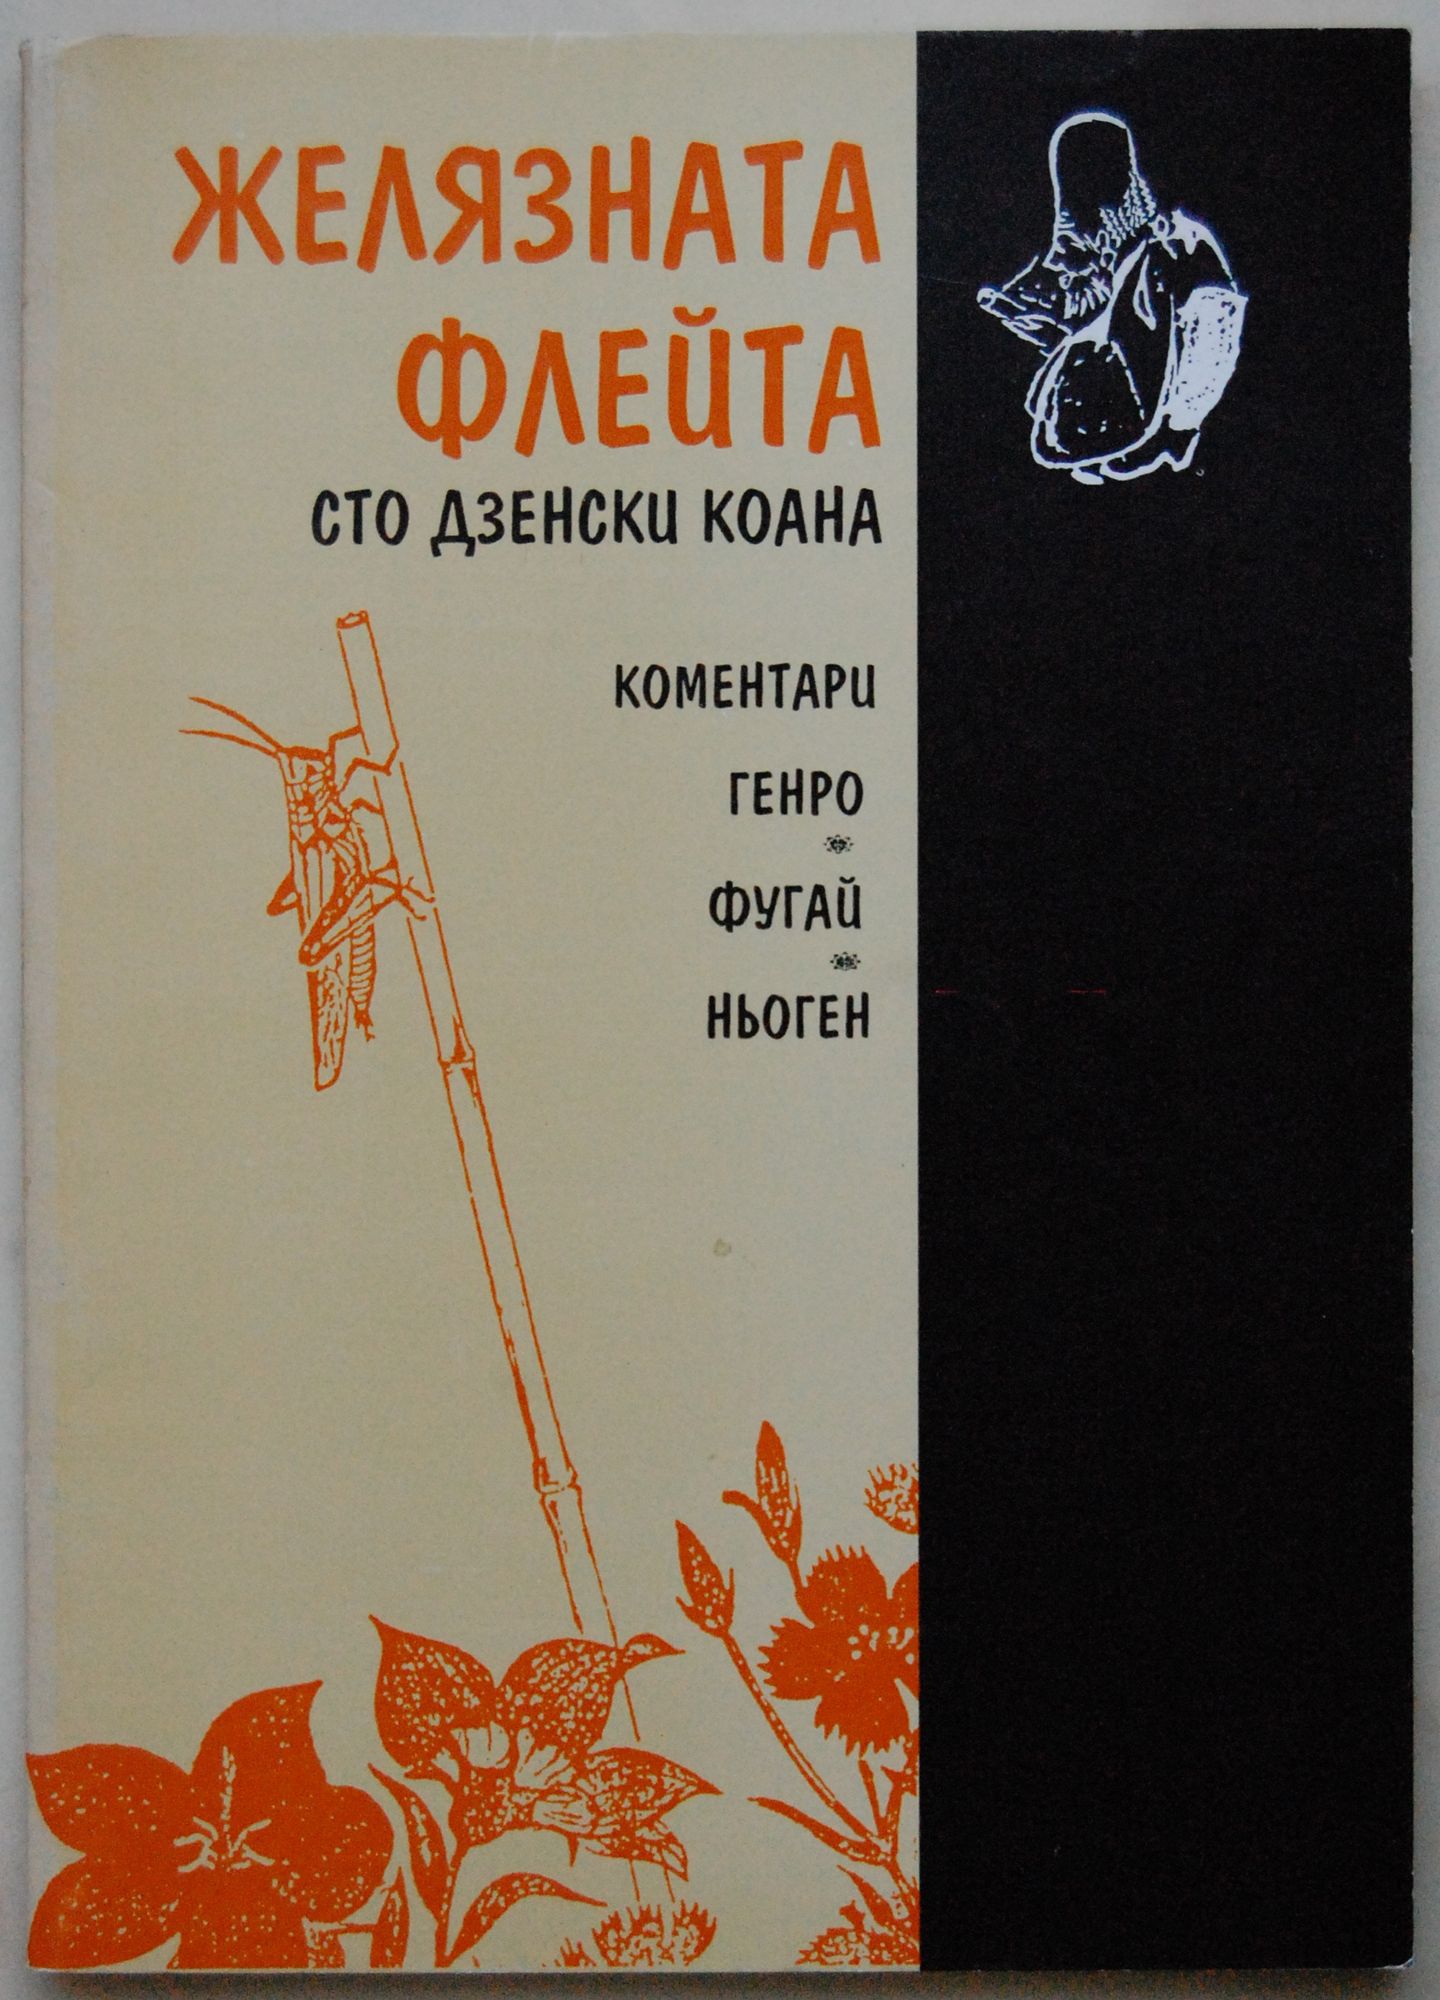 ЖЕЛЯЗНАТА
ФЛЕЙТА
СТО ДЗЕНСКИ КОАНА
КОМЕНТАРИ
ГЕНРО
ФУГАЙ
НЬОГЕН